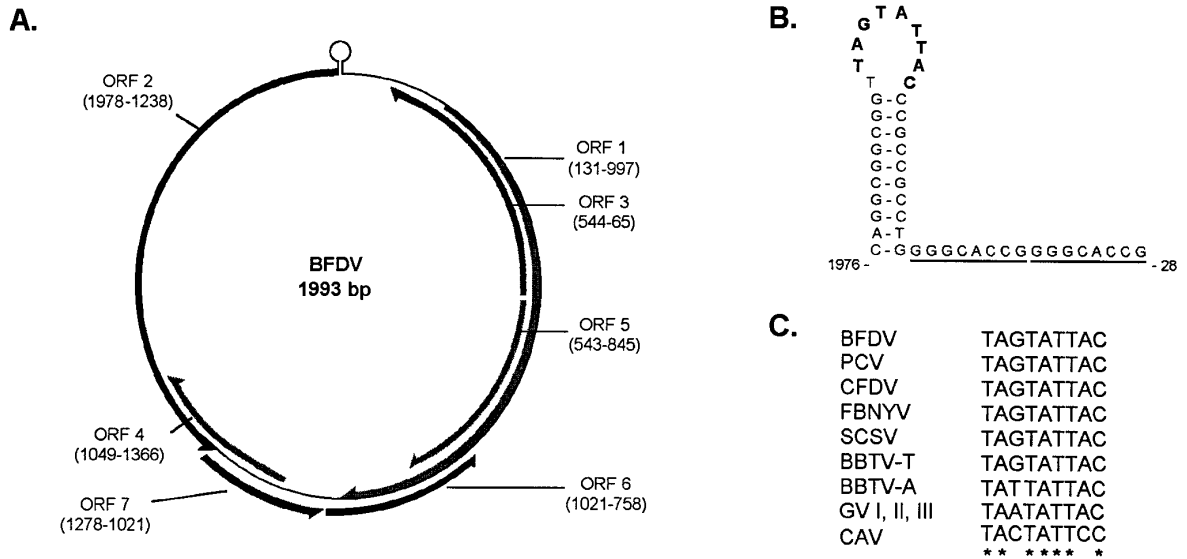 A.
ORF 2
(1978-1238)
ORF 1
(131-997)
ORF 3
(544-65)
BFDV
1993 bp
ORF 5
(543-845)
ORF 4
(1049-1366)
ORF 7
(1278-1021)
ORF 6
(1021-758)
B.
T A
G T
A T
T A
T C
G - C
G - C
C - G
G - C
G - C
C - G
G - C
G - C
A - T
1976 - C - G G G G C A C C G G G G C A C C G - 28
C.
BFDV TAGTATTAC
PCV TAGTATTAC
CFDV TAGTATTAC
FBNYV TAGTATTAC
SCSV TAGTATTAC
BBTV-T TAGTATTAC
BBTV-A TATTATTAC
GV I, II, III TAATATTAC
CAV TACTATTCC
** **** *